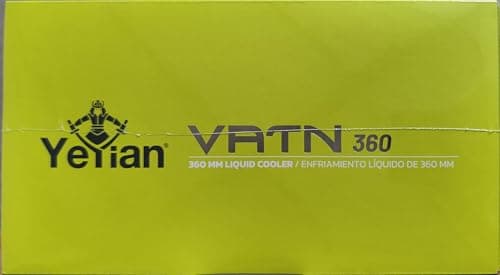 YeYian®
VATN 360
360 MM LIQUID COOLER / ENFRIAMIENTO LÍQUIDO DE 360 MM